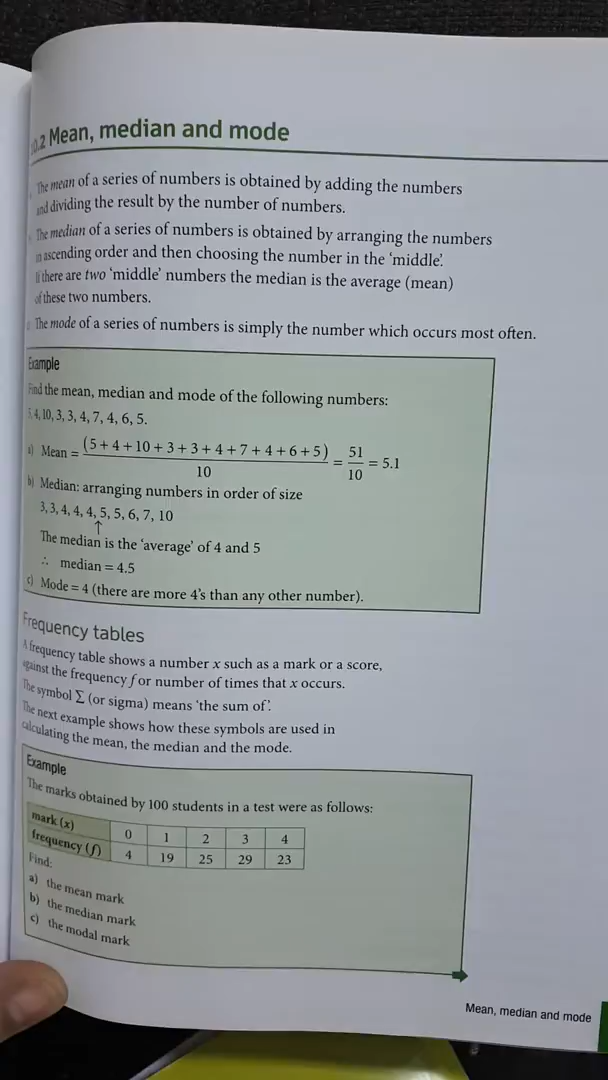 10.2 Mean, median and mode
The mean of a series of numbers is obtained by adding the numbers
and dividing the result by the number of numbers.
The median of a series of numbers is obtained by arranging the numbers
in ascending order and then choosing the number in the ‘middle’.
If there are two ‘middle’ numbers the median is the average (mean)
of these two numbers.
The mode of a series of numbers is simply the number which occurs most often.
Example
Find the mean, median and mode of the following numbers:
5, 4, 10, 3, 3, 4, 7, 4, 6, 5.
a) Mean = (5 + 4 + 10 + 3 + 3 + 4 + 7 + 4 + 6 + 5) / 10 = 51 / 10 = 5.1
b) Median: arranging numbers in order of size
3, 3, 4, 4, 4, 5, 5, 6, 7, 10
↑
The median is the ‘average’ of 4 and 5
∴ median = 4.5
c) Mode = 4 (there are more 4’s than any other number).
Frequency tables
A frequency table shows a number x such as a mark or a score,
against the frequency f or number of times that x occurs.
The symbol Σ (or sigma) means ‘the sum of’.
The next example shows how these symbols are used in
calculating the mean, the median and the mode.
Example
The marks obtained by 100 students in a test were as follows:
mark (x) 0 1 2 3 4
frequency (f) 4 19 25 29 23
Find:
a) the mean mark
b) the median mark
c) the modal mark
Mean, median and mode